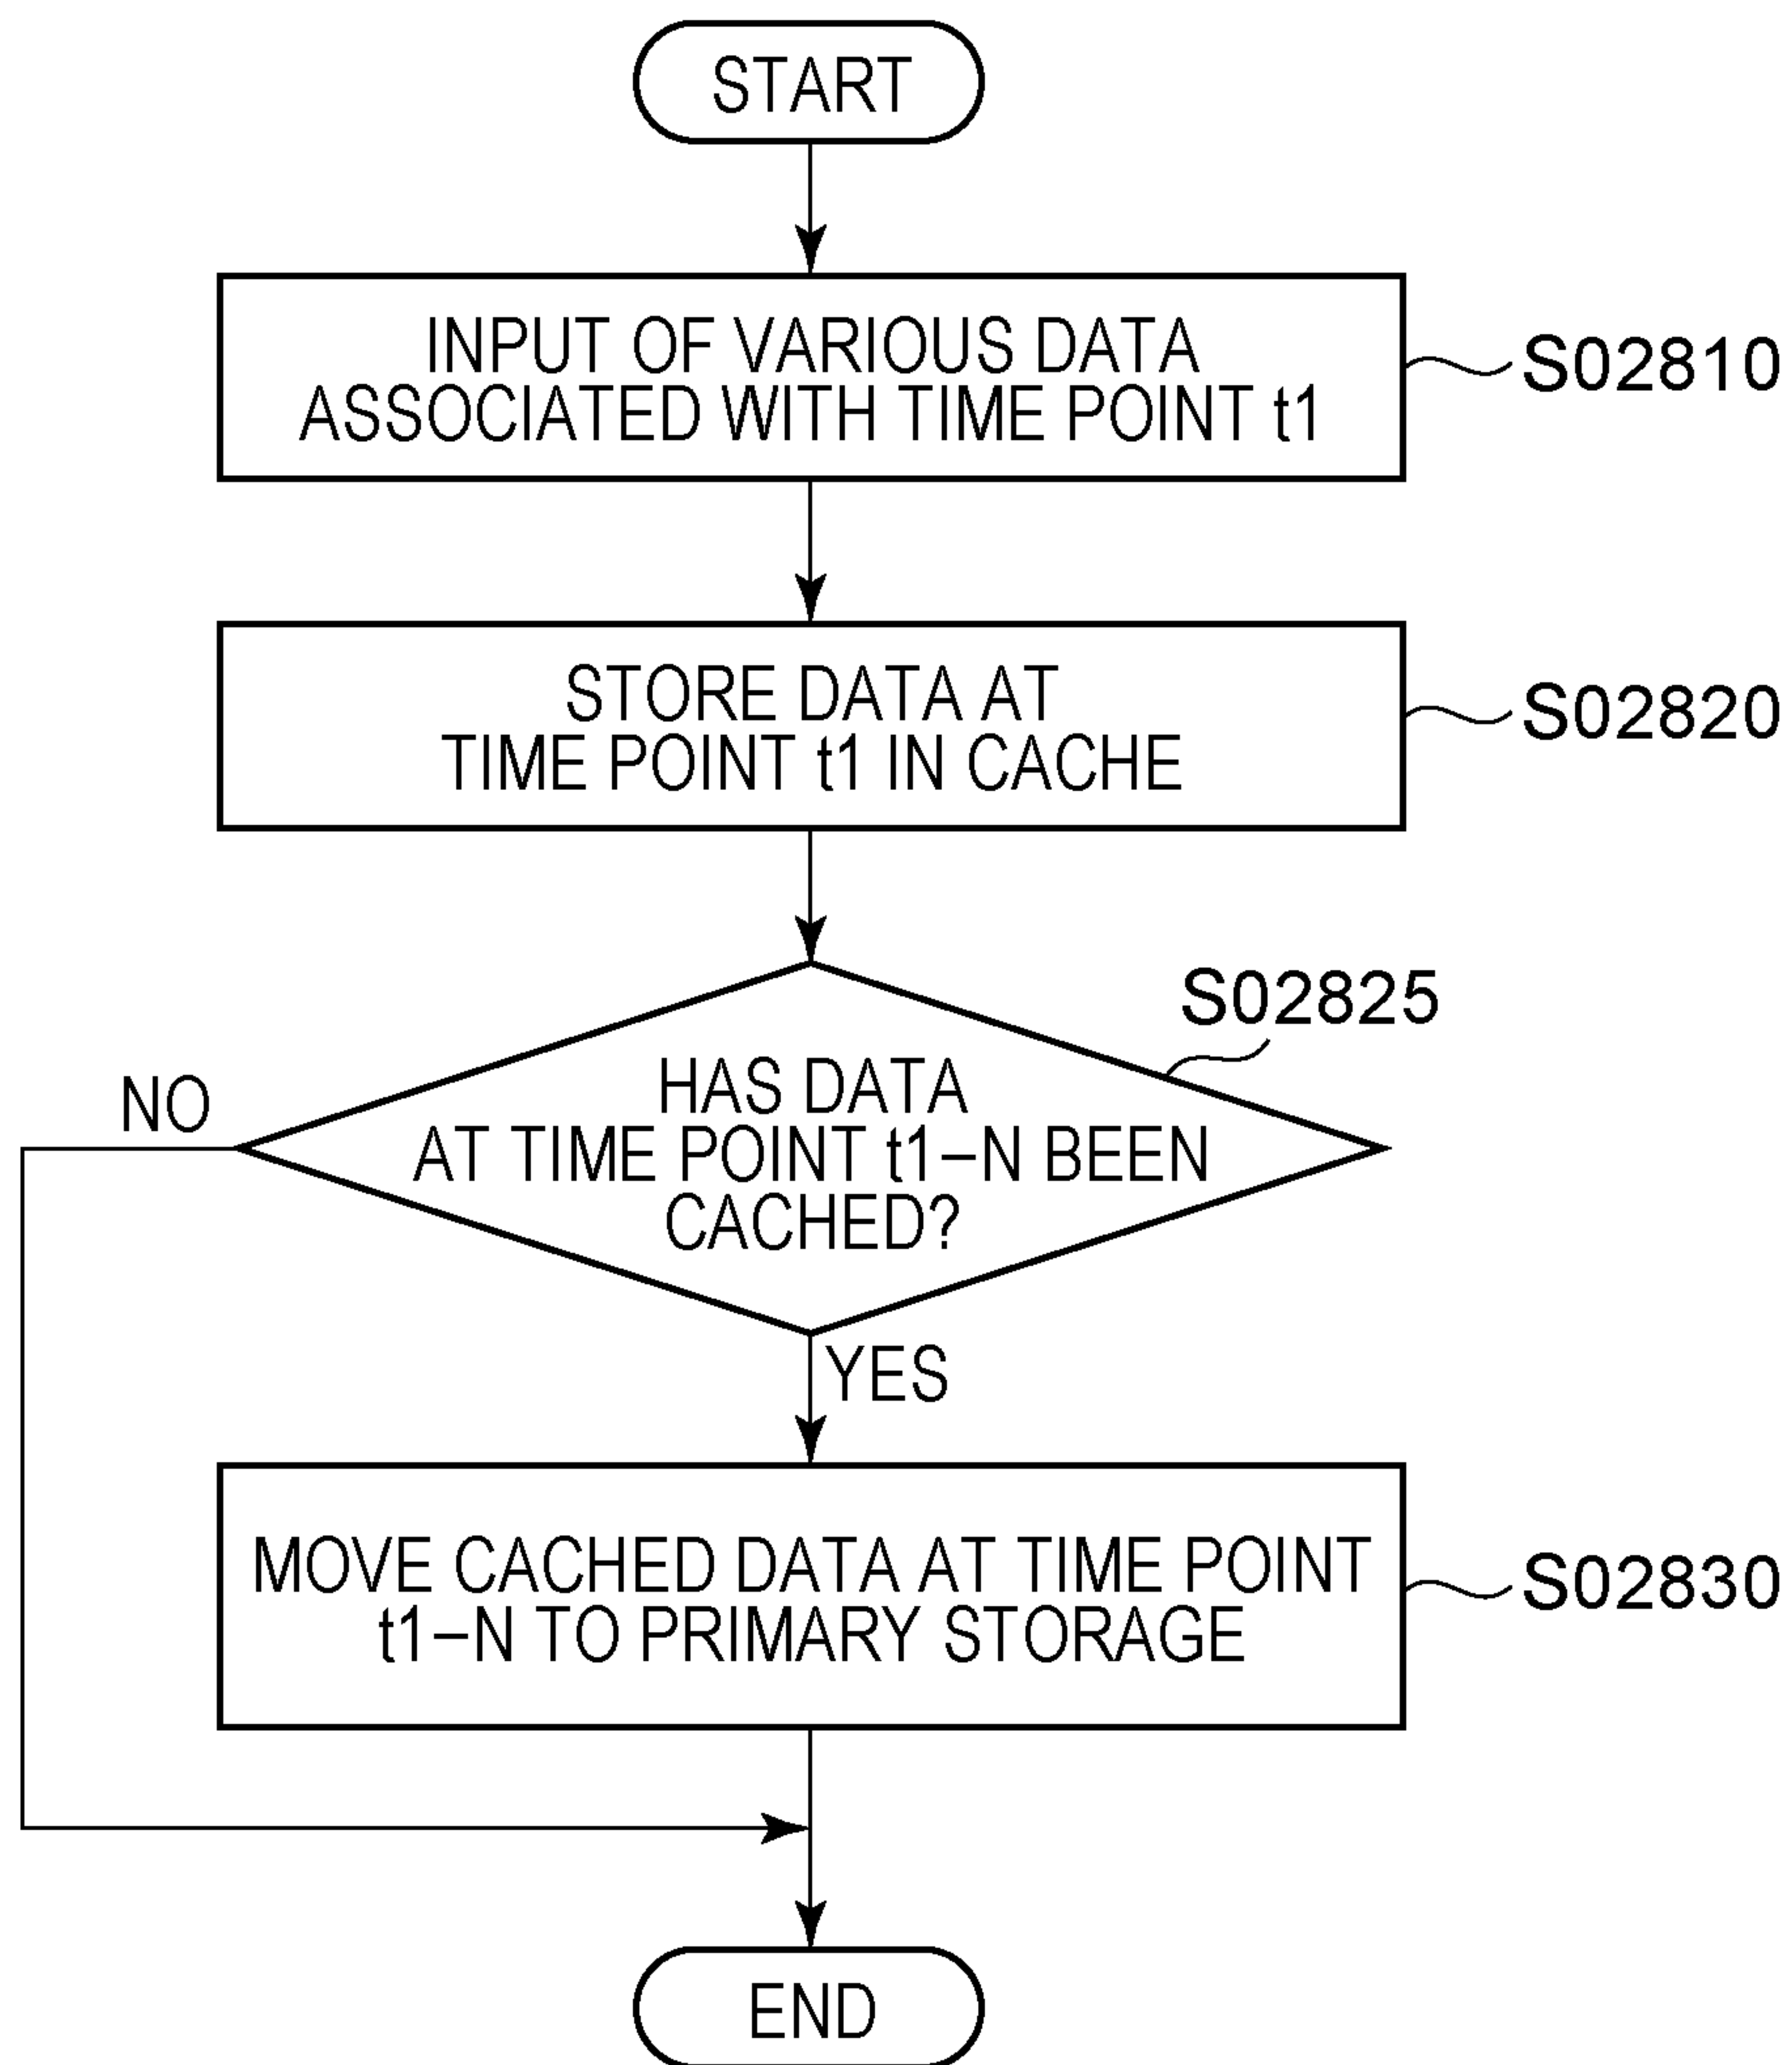 START
INPUT OF VARIOUS DATA
ASSOCIATED WITH TIME POINT t1
S02810
STORE DATA AT
TIME POINT t1 IN CACHE
S02820
S02825
HAS DATA
AT TIME POINT t1–N BEEN
CACHED?
NO
YES
MOVE CACHED DATA AT TIME POINT
t1–N TO PRIMARY STORAGE
S02830
END